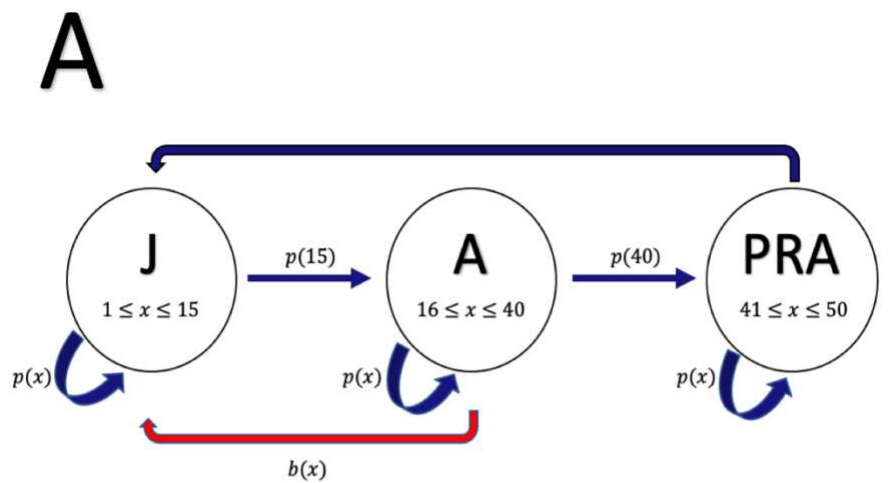 A
J
1 ≤ x ≤ 15
p(15)
A
16 ≤ x ≤ 40
p(40)
PRA
41 ≤ x ≤ 50
p(x)
p(x)
p(x)
b(x)